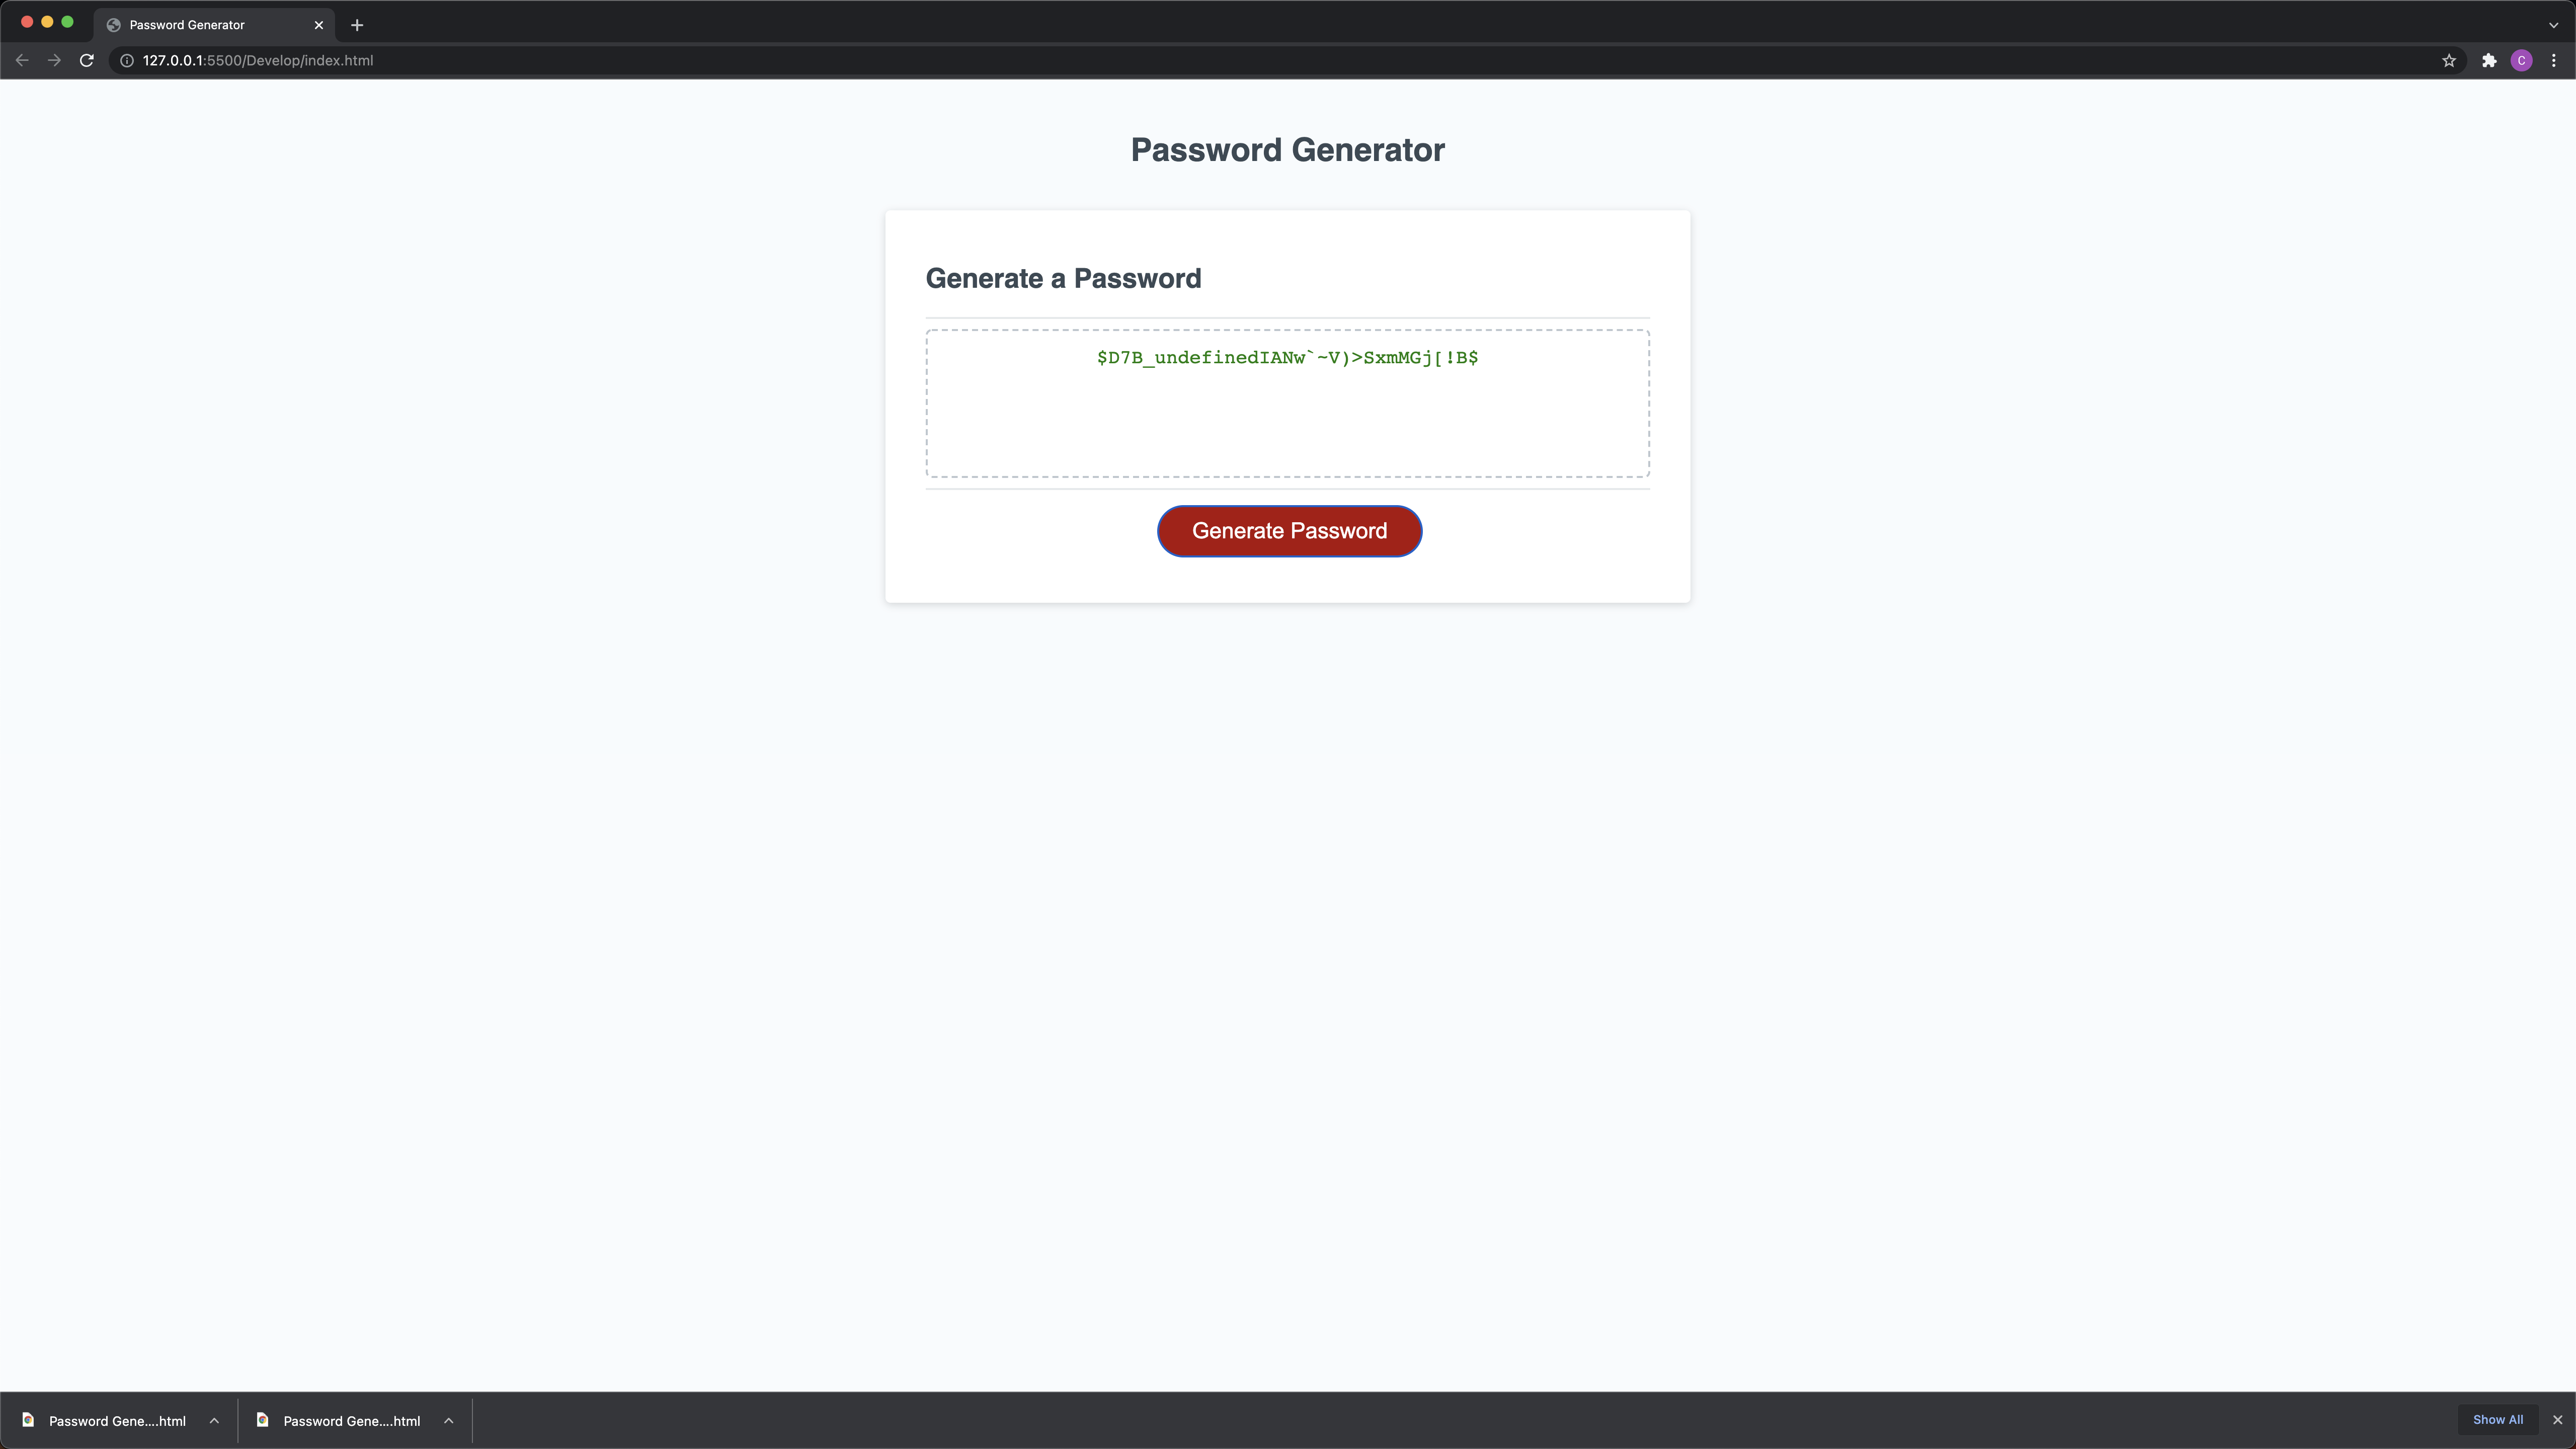 Password Generator
127.0.0.1:5500/Develop/index.html
C
Password Generator
Generate a Password
$D7B_undefinedIANw`~V)>SxmMGj[!B$
Generate Password
Password Gene....html
Password Gene....html
Show All